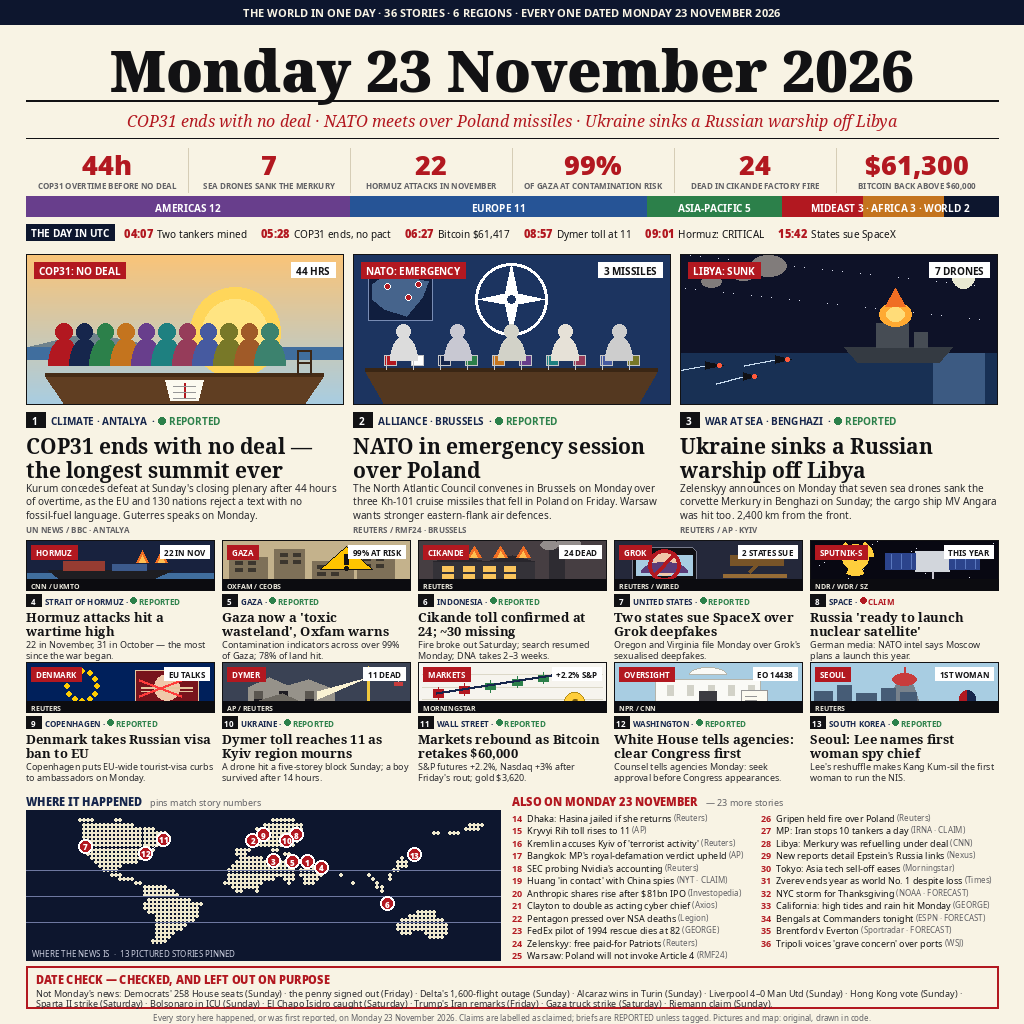 THE WORLD IN ONE DAY · 36 STORIES · 6 REGIONS · EVERY ONE DATED MONDAY 23 NOVEMBER 2026
Monday 23 November 2026
COP31 ends with no deal · NATO meets over Poland missiles · Ukraine sinks a Russian warship off Libya
44h
COP31 OVERTIME BEFORE NO DEAL
7
SEA DRONES SANK THE MERKURY
22
HORMUZ ATTACKS IN NOVEMBER
99%
OF GAZA AT CONTAMINATION RISK
24
DEAD IN CIKANDE FACTORY FIRE
$61,300
BITCOIN BACK ABOVE $60,000
AMERICAS 12
EUROPE 11
ASIA-PACIFIC 5
MIDEAST 3 · AFRICA 3 · WORLD 2
THE DAY IN UTC
04:07 Two tankers mined
05:28 COP31 ends, no pact
06:27 Bitcoin $61,417
08:57 Dymer toll at 11
09:01 Hormuz: CRITICAL
15:42 States sue SpaceX
COP31: NO DEAL
44 HRS
1 CLIMATE · ANTALYA · REPORTED
COP31 ends with no deal —
the longest summit ever
Kurum concedes defeat at Sunday's closing plenary after 44 hours
of overtime, as the EU and 130 nations reject a text with no
fossil-fuel language. Guterres speaks on Monday.
UN NEWS / BBC · ANTALYA
NATO: EMERGENCY
3 MISSILES
2 ALLIANCE · BRUSSELS · REPORTED
NATO in emergency session
over Poland
The North Atlantic Council convenes in Brussels on Monday over
three Kh-101 cruise missiles that fell in Poland on Friday. Warsaw
wants stronger eastern-flank air defences.
REUTERS / RMF24 · BRUSSELS
LIBYA: SUNK
7 DRONES
3 WAR AT SEA · BENGHAZI · REPORTED
Ukraine sinks a Russian
warship off Libya
Zelenskyy announces on Monday that seven sea drones sank the
corvette Merkury in Benghazi on Sunday; the cargo ship MV Angara
was hit too. 2,400 km from the front.
REUTERS / AP · KYIV
HORMUZ
22 IN NOV
CNN / UKMTO
4 STRAIT OF HORMUZ · REPORTED
Hormuz attacks hit a
wartime high
22 in November, 31 in October — the most
since the war began.
GAZA
99% AT RISK
OXFAM / CEOBS
5 GAZA · REPORTED
Gaza now a 'toxic
wasteland', Oxfam warns
Contamination indicators across over 99%
of Gaza; 78% of land hit.
CIKANDE
24 DEAD
REUTERS
6 INDONESIA · REPORTED
Cikande toll confirmed at
24; ~30 missing
Fire broke out Saturday; search resumed
Monday; DNA takes 2–3 weeks.
GROK
2 STATES SUE
REUTERS / WIRED
7 UNITED STATES · REPORTED
Two states sue SpaceX over
Grok deepfakes
Oregon and Virginia file Monday over Grok's
sexualised deepfakes.
SPUTNIK-S
THIS YEAR
NDR / WDR / SZ
8 SPACE · CLAIM
Russia 'ready to launch
nuclear satellite'
German media: NATO intel says Moscow
plans a launch this year.
DENMARK
EU TALKS
REUTERS
9 COPENHAGEN · REPORTED
Denmark takes Russian visa
ban to EU
Copenhagen puts EU-wide tourist-visa curbs
to ambassadors on Monday.
DYMER
11 DEAD
AP / REUTERS
10 UKRAINE · REPORTED
Dymer toll reaches 11 as
Kyiv region mourns
A drone hit a five-storey block Sunday; a boy
survived after 14 hours.
MARKETS
+2.2% S&P
MORNINGSTAR
11 WALL STREET · REPORTED
Markets rebound as Bitcoin
retakes $60,000
S&P futures +2.2%, Nasdaq +3% after
Friday's rout; gold $3,620.
OVERSIGHT
EO 14438
NPR / CNN
12 WASHINGTON · REPORTED
White House tells agencies:
clear Congress first
Counsel tells agencies Monday: seek
approval before Congress appearances.
SEOUL
1ST WOMAN
REUTERS
13 SOUTH KOREA · REPORTED
Seoul: Lee names first
woman spy chief
Lee's reshuffle makes Kang Kum-sil the first
woman to run the NIS.
WHERE IT HAPPENED pins match story numbers
7
11
12
2
9
10
8
3
5
1
4
13
6
WHERE THE NEWS IS · 13 PICTURED STORIES PINNED
ALSO ON MONDAY 23 NOVEMBER — 23 more stories
14 Dhaka: Hasina jailed if she returns (Reuters)
15 Kryvyi Rih toll rises to 11 (AP)
16 Kremlin accuses Kyiv of 'terrorist activity' (Reuters)
17 Bangkok: MP's royal-defamation verdict upheld (AP)
18 SEC probing Nvidia's accounting (Reuters)
19 Huang 'in contact' with China spies (NYT · CLAIM)
20 Anthropic shares rise after $81bn IPO (Investopedia)
21 Clayton to double as acting cyber chief (Axios)
22 Pentagon pressed over NSA deaths (Legion)
23 FedEx pilot of 1994 rescue dies at 82 (GEORGE)
24 Zelenskyy: free paid-for Patriots (Reuters)
25 Warsaw: Poland will not invoke Article 4 (RMF24)
26 Gripen held fire over Poland (Reuters)
27 MP: Iran stops 10 tankers a day (IRNA · CLAIM)
28 Libya: Merkury was refuelling under deal (CNN)
29 New reports detail Epstein's Russia links (Nexus)
30 Tokyo: Asia tech sell-off eases (Morningstar)
31 Zverev ends year as world No. 1 despite loss (Times)
32 NYC storm for Thanksgiving (NOAA · FORECAST)
33 California: high tides and rain hit Monday (GEORGE)
34 Bengals at Commanders tonight (ESPN · FORECAST)
35 Brentford v Everton (Sportradar · FORECAST)
36 Tripoli voices 'grave concern' over ports (WSJ)
DATE CHECK — CHECKED, AND LEFT OUT ON PURPOSE
Not Monday's news: Democrats' 258 House seats (Sunday) · the penny signed out (Friday) · Delta's 1,600-flight outage (Sunday) · Alcaraz wins in Turin (Sunday) · Liverpool 4–0 Man Utd (Sunday) · Hong Kong vote (Sunday) ·
Sparta II strike (Saturday) · Bolsonaro in ICU (Sunday) · El Chapo Isidro caught (Saturday) · Trump's Iran remarks (Friday) · Gaza truck strike (Saturday) · Riemann claim (Sunday).
Every story here happened, or was first reported, on Monday 23 November 2026. Claims are labelled as claimed; briefs are REPORTED unless tagged. Pictures and map: original, drawn in code.